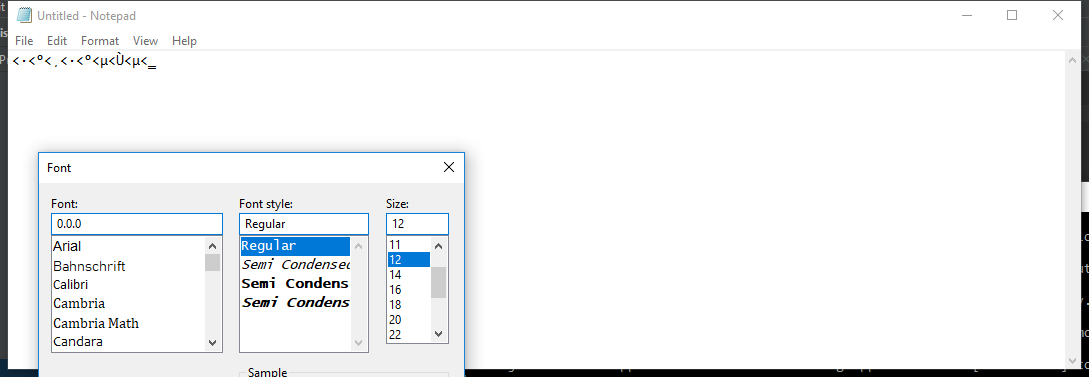 Untitled - Notepad
File Edit Format View Help
<·<º<¸<·<º<µ<Ù<µ<‗
Font
Font: Font style: Size:
0.0.0 Regular 12
Arial
Bahnschrift
Calibri
Cambria
Cambria Math
Candara
Regular
Semi Condensed
Semi Condens
Semi Condens
11
12
14
16
18
20
22
Sample